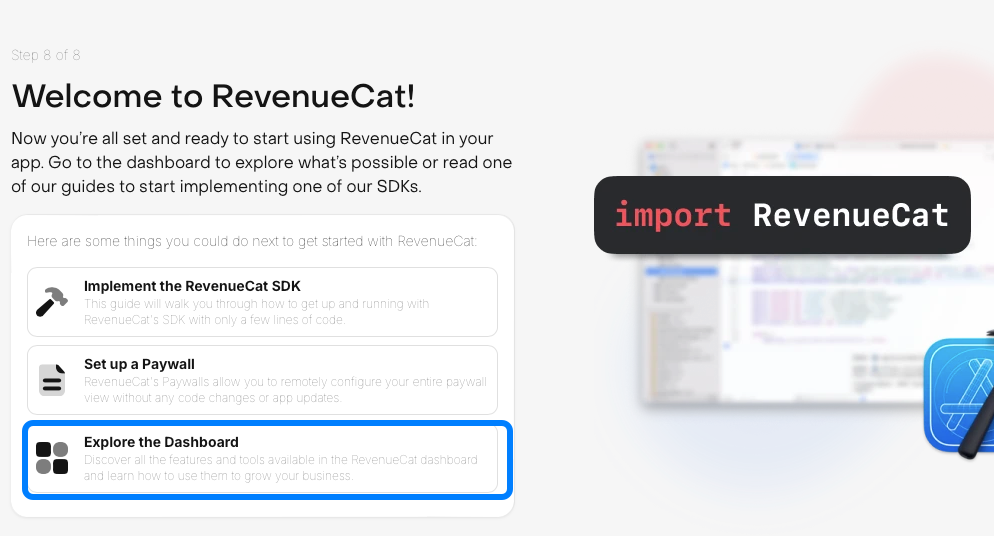 Step 8 of 8
Welcome to RevenueCat!
Now you're all set and ready to start using RevenueCat in your
app. Go to the dashboard to explore what's possible or read one
of our guides to start implementing one of our SDKs.
Here are some things you could do next to get started with RevenueCat:
Implement the RevenueCat SDK
This guide will walk you through how to get up and running with
RevenueCat's SDK with only a few lines of code.
Set up a Paywall
RevenueCat's Paywalls allow you to remotely configure your entire paywall
view without any code changes or app updates.
Explore the Dashboard
Discover all the features and tools available in the RevenueCat dashboard
and learn how to use them to grow your business.
import RevenueCat